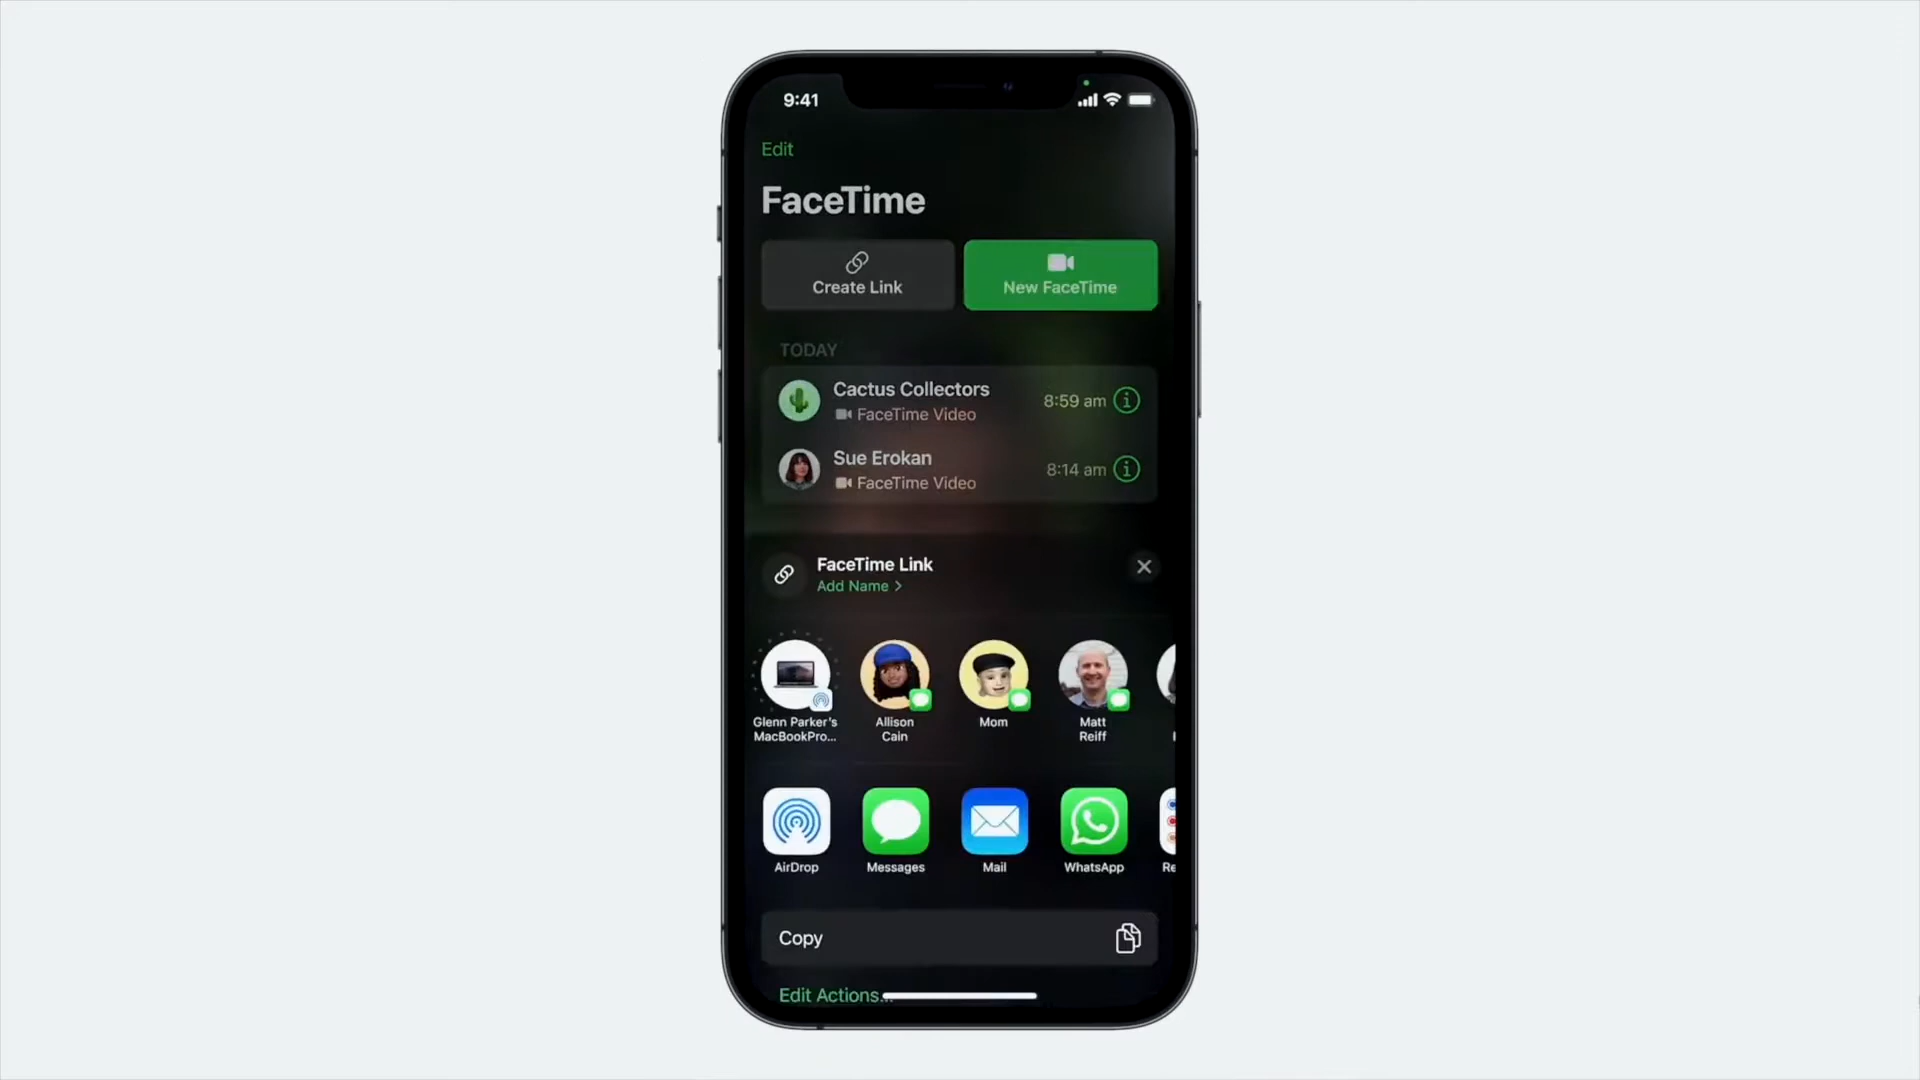 9:41
Edit
FaceTime
Create Link
New FaceTime
TODAY
Cactus Collectors
8:59 am
FaceTime Video
Sue Erokan
8:14 am
FaceTime Video
FaceTime Link
Add Name >
Glenn Parker's
MacBookPro...
Allison
Cain
Mom
Matt
Reiff
AirDrop
Messages
Mail
WhatsApp
Re
Copy
Edit Actions...